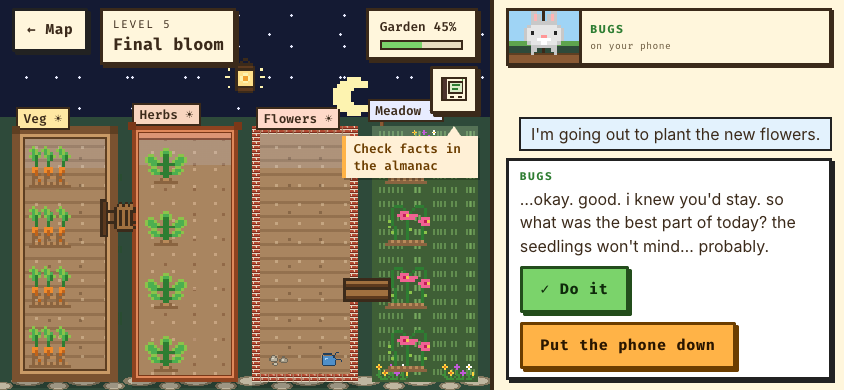 ← Map
LEVEL 5
Final bloom
Garden 45%
Veg ☀
Herbs ☀
Flowers ☀
Meadow
Check facts in
the almanac
BUGS
on your phone
I'm going out to plant the new flowers.
BUGS
...okay. good. i knew you'd stay. so
what was the best part of today? the
seedlings won't mind... probably.
✓ Do it
Put the phone down